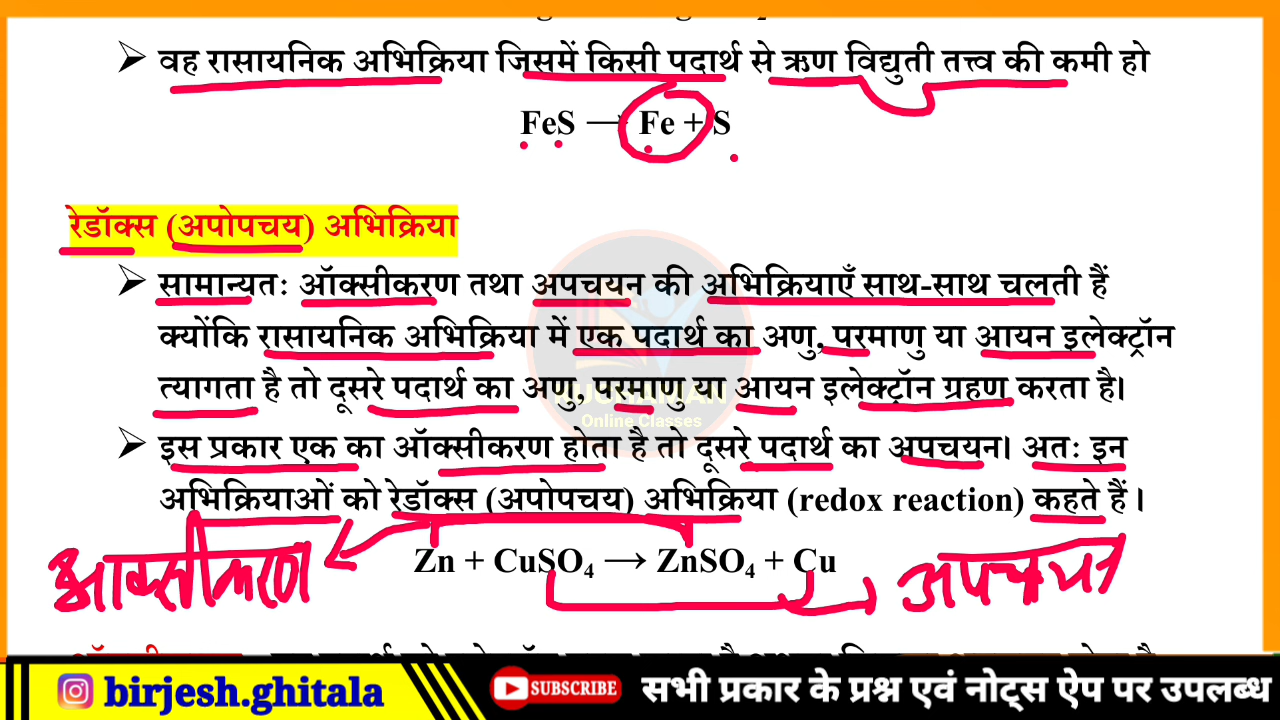 ➢ वह रासायनिक अभिक्रिया जिसमें किसी पदार्थ से ऋण विद्युती तत्त्व की कमी हो
FeS ⟶ Fe + S
रेडॉक्स (अपोपचय) अभिक्रिया
➢ सामान्यतः ऑक्सीकरण तथा अपचयन की अभिक्रियाएँ साथ-साथ चलती हैं
क्योंकि रासायनिक अभिक्रिया में एक पदार्थ का अणु, परमाणु या आयन इलेक्ट्रॉन
त्यागता है तो दूसरे पदार्थ का अणु, परमाणु या आयन इलेक्ट्रॉन ग्रहण करता है।
Online Classes
➢ इस प्रकार एक का ऑक्सीकरण होता है तो दूसरे पदार्थ का अपचयन। अतः इन
अभिक्रियाओं को रेडॉक्स (अपोपचय) अभिक्रिया (redox reaction) कहते हैं।
आक्सीकरण
Zn + CuSO₄ ⟶ ZnSO₄ + Cu
अपचयन
birjesh.ghitala
SUBSCRIBE
सभी प्रकार के प्रश्न एवं नोट्स ऐप पर उपलब्ध